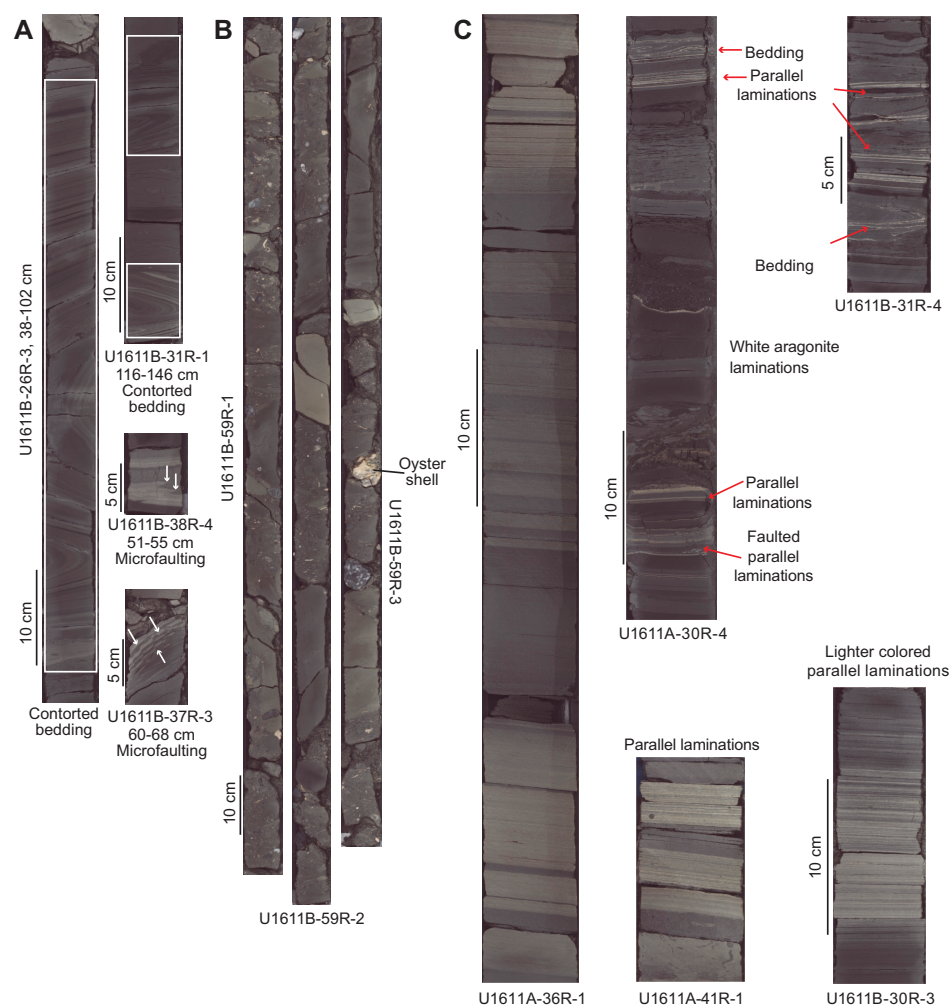 A
U1611B-26R-3, 38-102 cm
10 cm
Contorted
bedding
10 cm
U1611B-31R-1
116-146 cm
Contorted
bedding
5 cm
U1611B-38R-4
51-55 cm
Microfaulting
5 cm
U1611B-37R-3
60-68 cm
Microfaulting
B
U1611B-59R-1
10 cm
U1611B-59R-2
Oyster
shell
U1611B-59R-3
C
10 cm
U1611A-36R-1
Bedding
Parallel
laminations
5 cm
Bedding
U1611B-31R-4
White aragonite
laminations
10 cm
Parallel
laminations
Faulted
parallel
laminations
U1611A-30R-4
Parallel laminations
U1611A-41R-1
Lighter colored
parallel laminations
10 cm
U1611B-30R-3